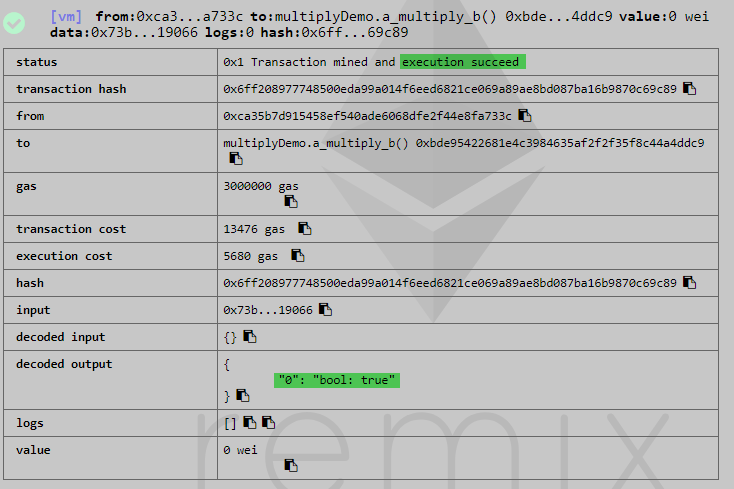 [vm] from:0xca3...a733c to:multiplyDemo.a_multiply_b() 0xbde...4ddc9 value:0 wei
data:0x73b...19066 logs:0 hash:0x6ff...69c89
status 0x1 Transaction mined and execution succeed
transaction hash 0x6ff208977748500eda99a014f6eed6821ce069a89ae8bd087ba16b9870c69c89
from 0xca35b7d915458ef540ade6068dfe2f44e8fa733c
to multiplyDemo.a_multiply_b() 0xbde95422681e4c3984635af2f2f35f8c44a4ddc9
gas 3000000 gas
transaction cost 13476 gas
execution cost 5680 gas
hash 0x6ff208977748500eda99a014f6eed6821ce069a89ae8bd087ba16b9870c69c89
input 0x73b...19066
decoded input {}
decoded output {
"0": "bool: true"
}
logs []
value 0 wei
remix